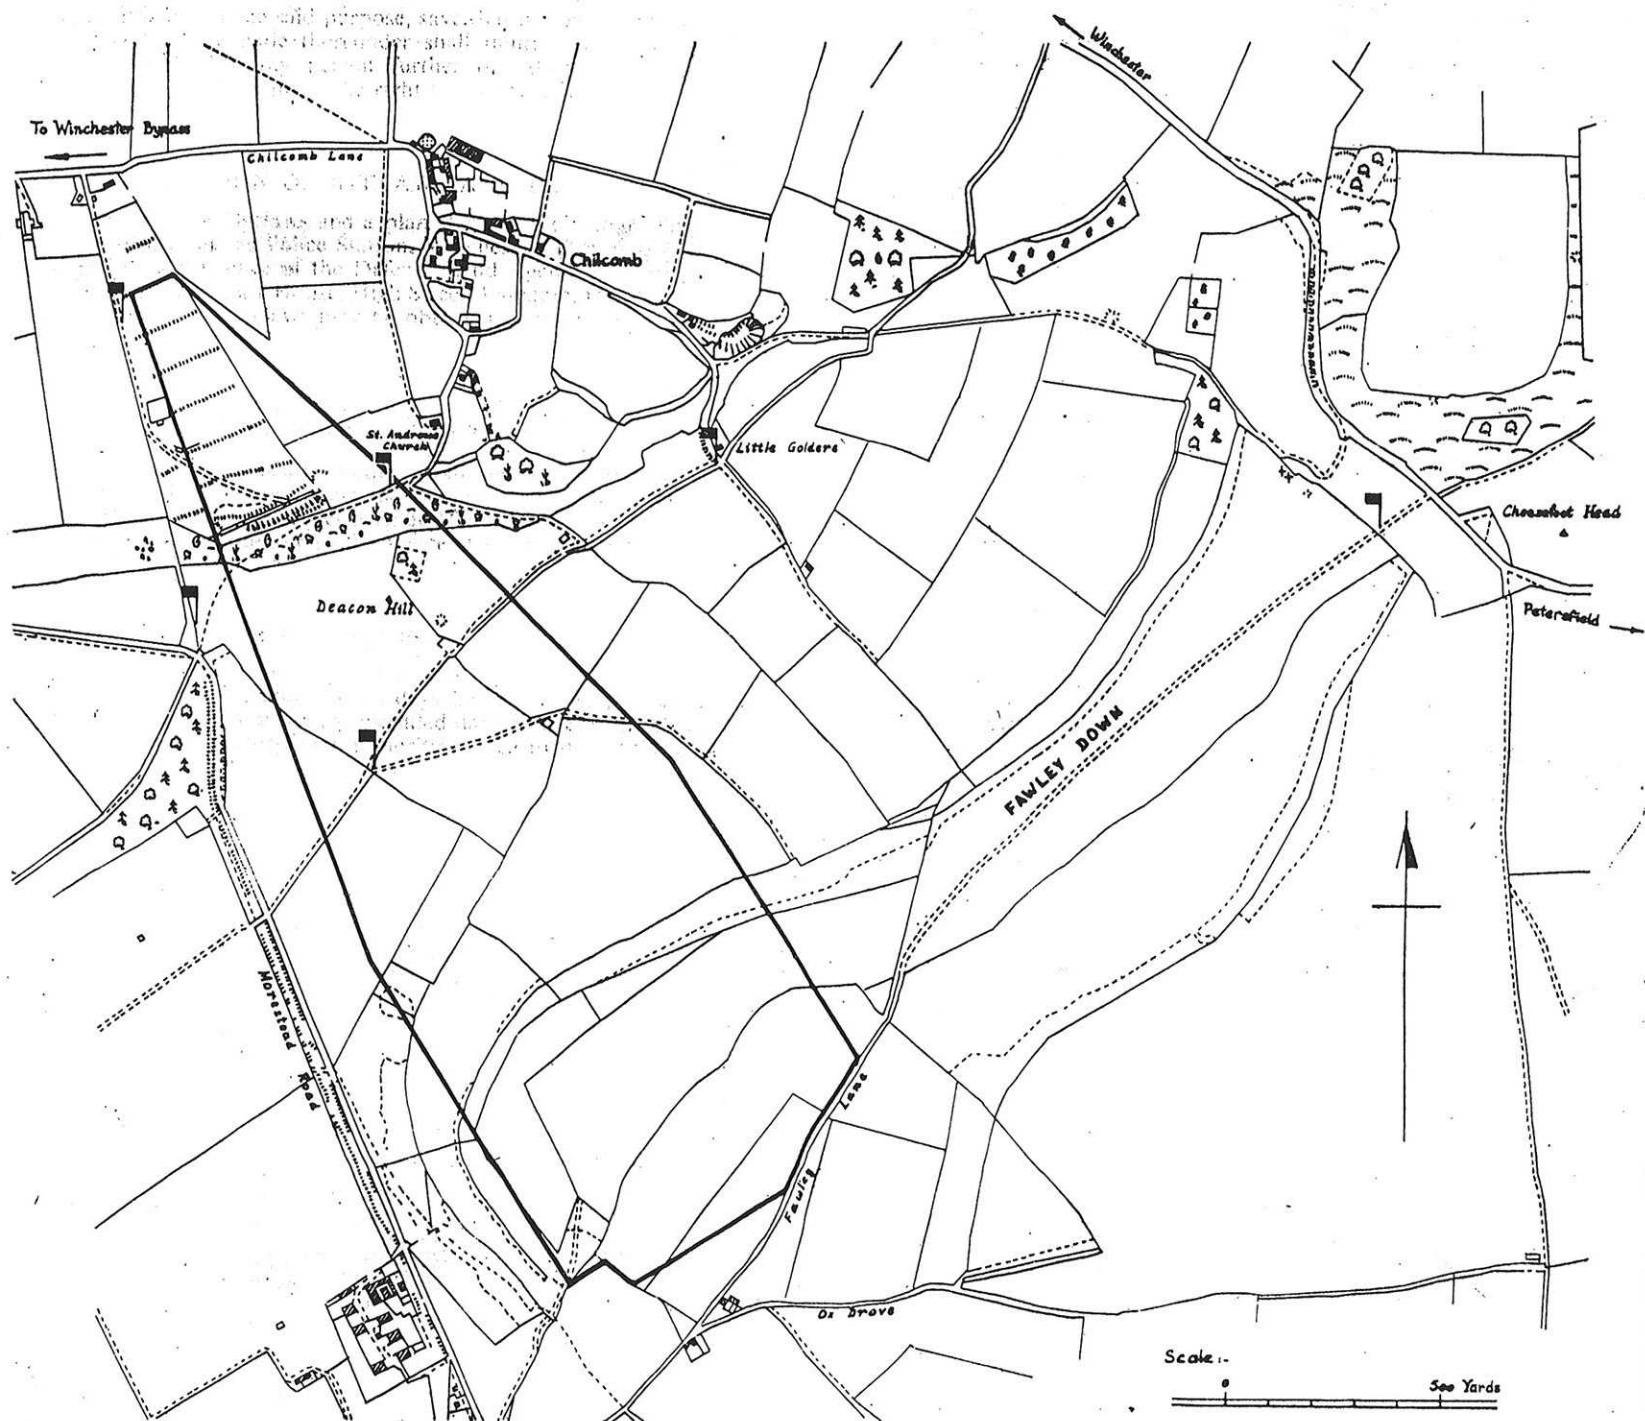 Winchester
To Winchester Bypass
Chilcomb Lane
Chilcomb
St. Andrews
Church
Little Golders
Cheesefoot Head
Deacon Hill
Petersfield
FAWLEY DOWN
Morestead Road
Fawley Lane
Ox Drove
Scale:-
0 500 Yards